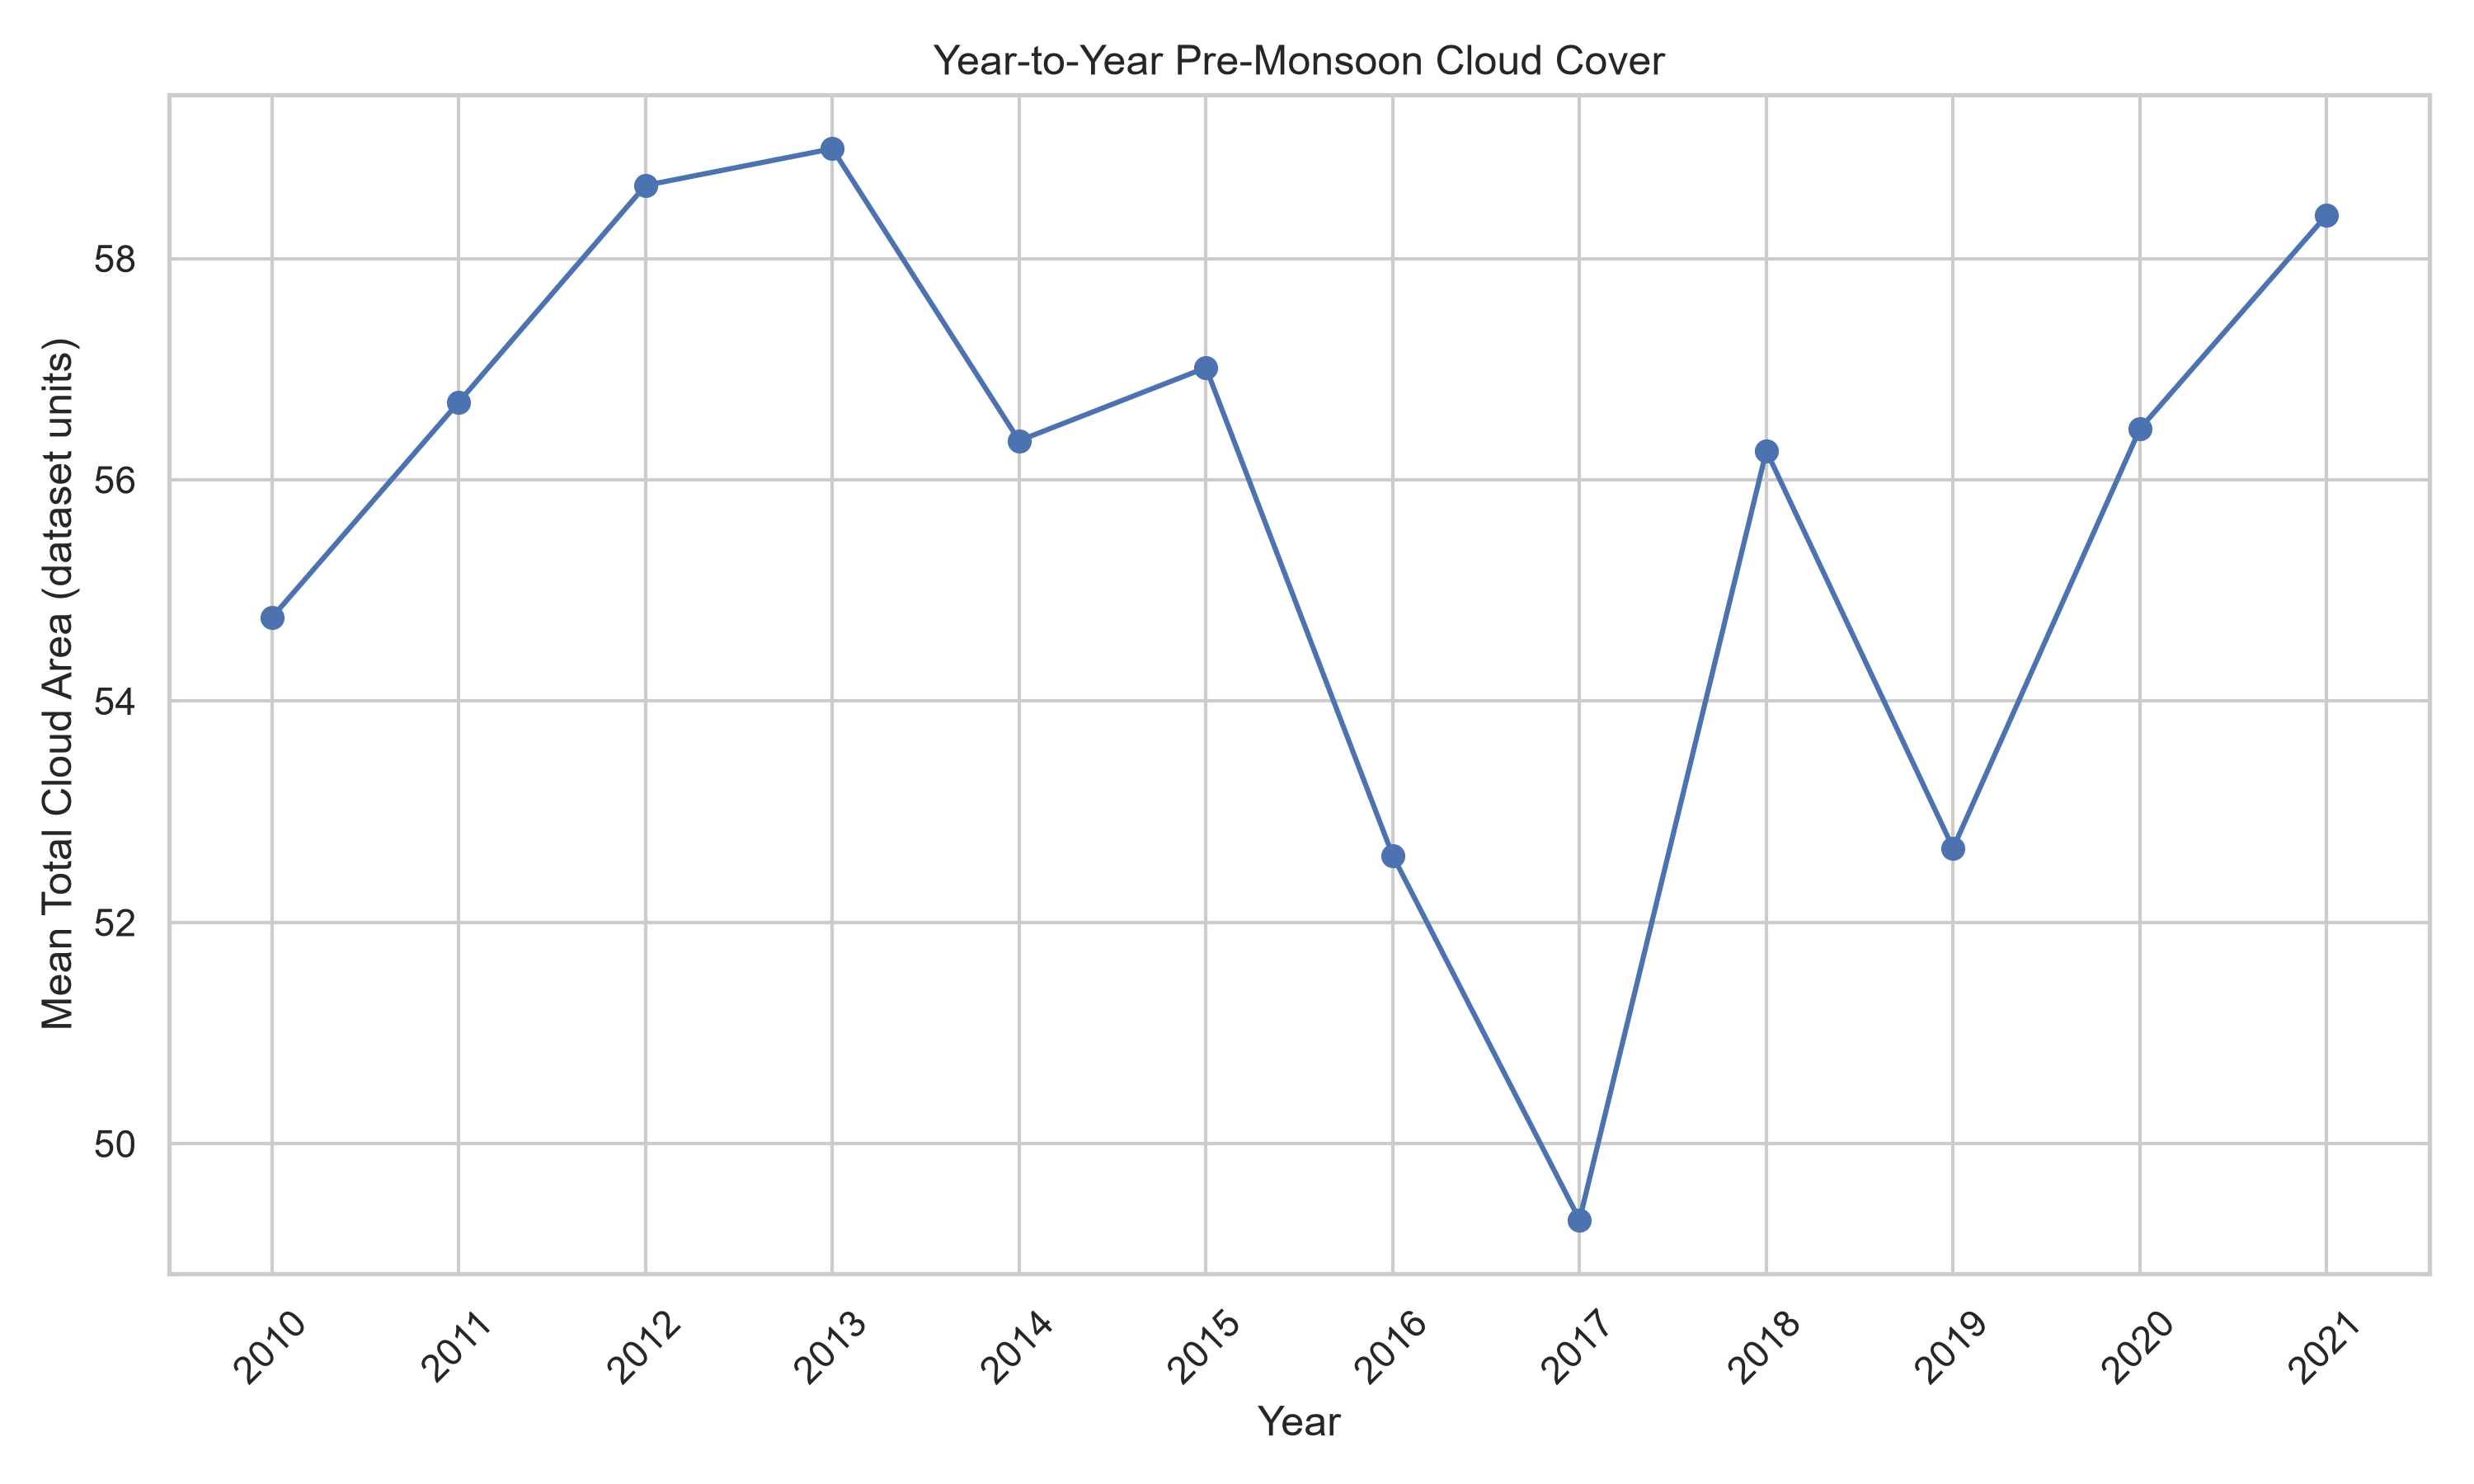 Year-to-Year Pre-Monsoon Cloud Cover
Mean Total Cloud Area (dataset units)
58
56
54
52
50
2010 2011 2012 2013 2014 2015 2016 2017 2018 2019 2020 2021
Year